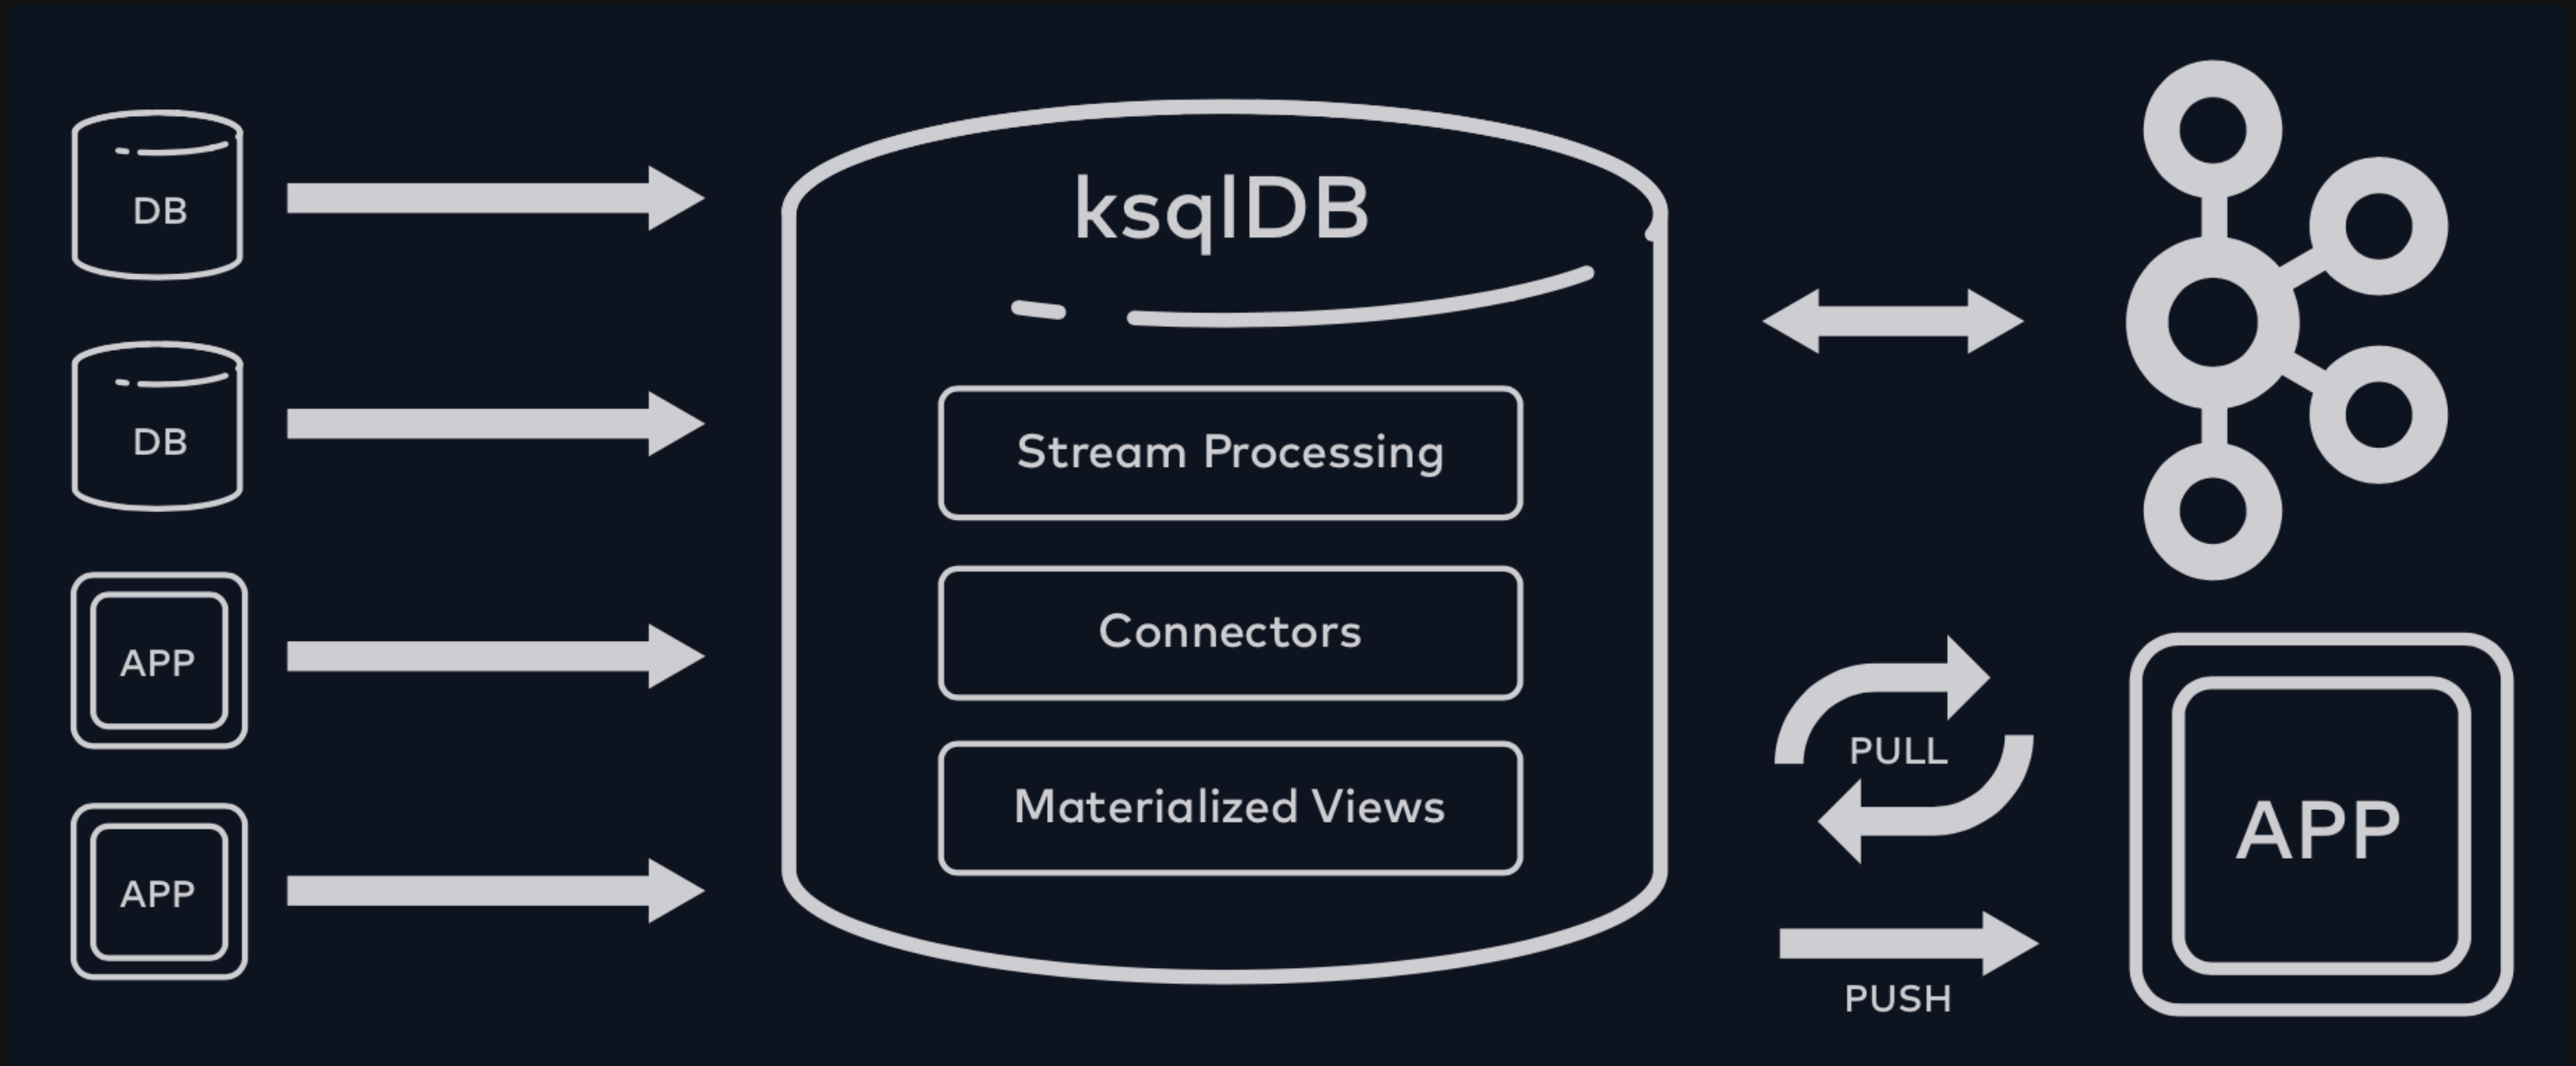 DB
DB
APP
APP
ksqlDB
Stream Processing
Connectors
Materialized Views
PULL
PUSH
APP